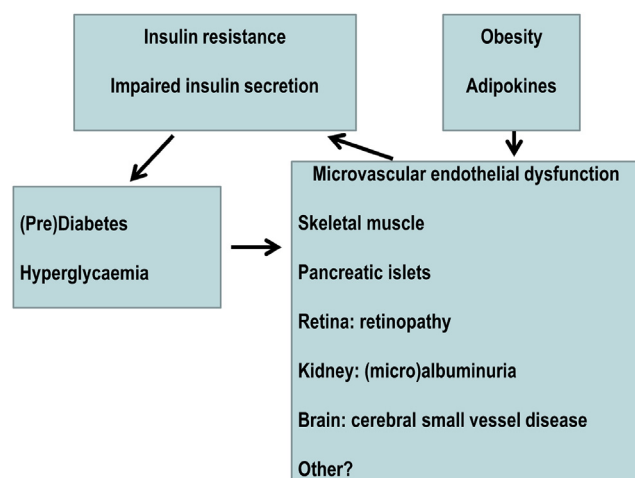 Insulin resistance
Impaired insulin secretion
Obesity
Adipokines
(Pre)Diabetes
Hyperglycaemia
Microvascular endothelial dysfunction
Skeletal muscle
Pancreatic islets
Retina: retinopathy
Kidney: (micro)albuminuria
Brain: cerebral small vessel disease
Other?